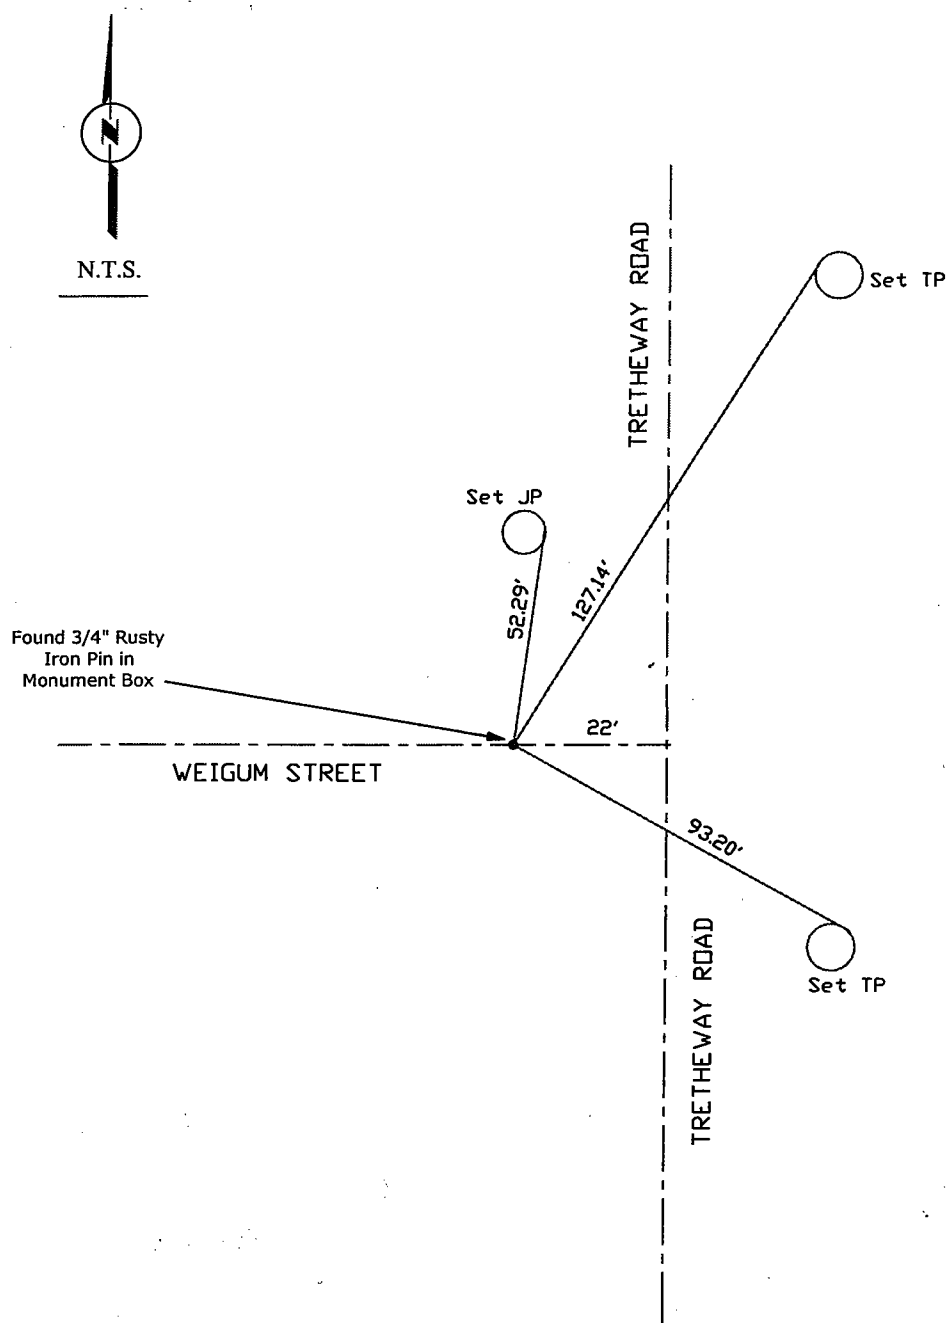 N
N.T.S.
TRETHEWAY ROAD
Set TP
Set JP
52.29'
127.14'
Found 3/4" Rusty
Iron Pin in
Monument Box
22'
WEIGUM STREET
93.20'
TRETHEWAY ROAD
Set TP